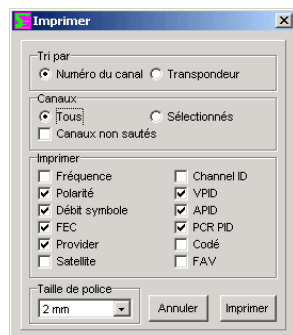 Imprimer
Tri par
Numéro du canal Transpondeur
Canaux
Tous Sélectionnés
Canaux non sautés
Imprimer
Fréquence Channel ID
Polarité VPID
Débit symbole APID
FEC PCR PID
Provider Codé
Satellite FAV
Taille de police
2 mm Annuler Imprimer